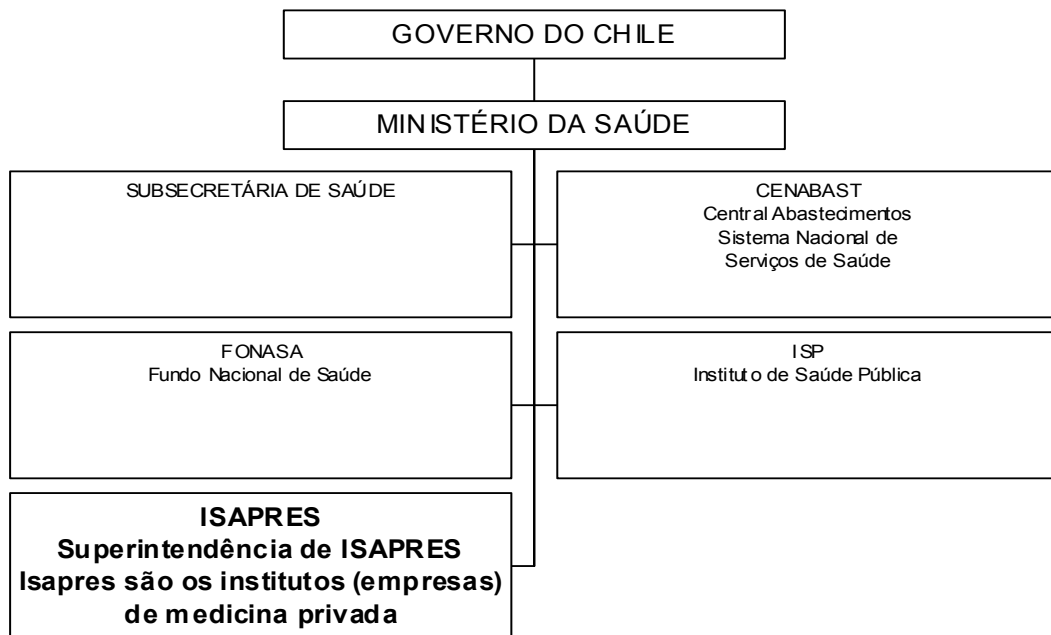 GOVERNO DO CHILE
MINISTÉRIO DA SAÚDE
SUBSECRETÁRIA DE SAÚDE
CENABAST
Central Abastecimentos
Sistema Nacional de
Serviços de Saúde
FONASA
Fundo Nacional de Saúde
ISP
Instituto de Saúde Pública
ISAPRES
Superintendência de ISAPRES
Isapres são os institutos (empresas)
de medicina privada